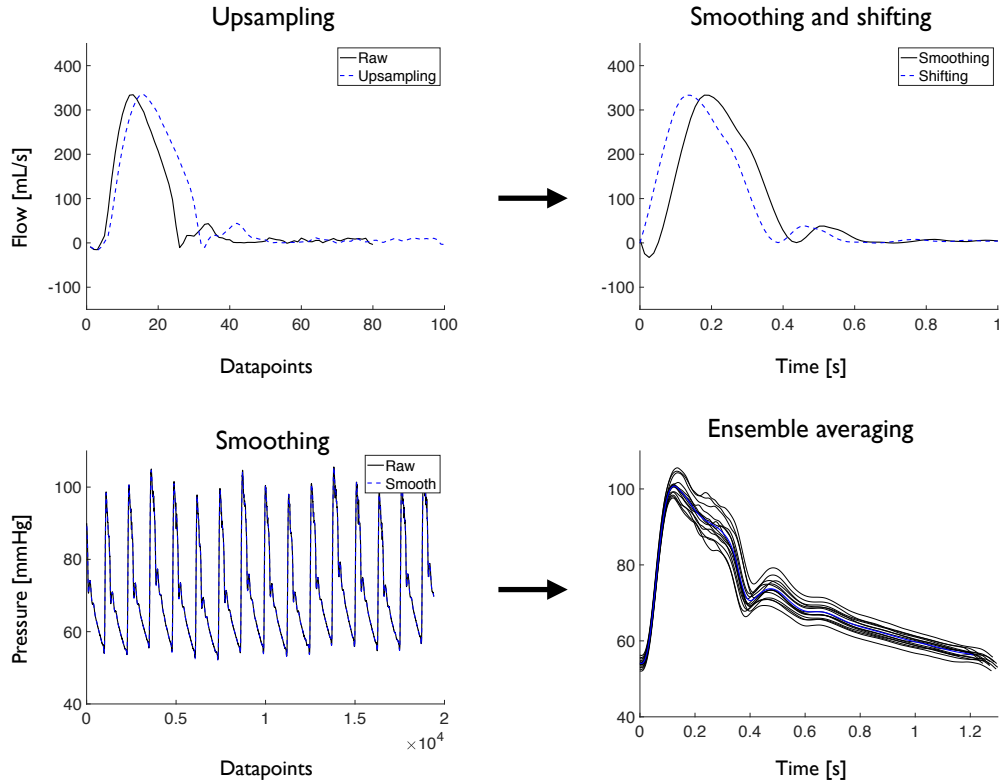 Upsampling
Smoothing and shifting
Raw
Upsampling
Smoothing
Shifting
400
300
200
100
0
-100
Flow [mL/s]
0 20 40 60 80 100
Datapoints
400
300
200
100
0
-100
0 0.2 0.4 0.6 0.8 1
Time [s]
Smoothing
Ensemble averaging
Raw
Smooth
100
80
60
40
Pressure [mmHg]
0 0.5 1 1.5 2
×10^4
Datapoints
100
80
60
40
0 0.2 0.4 0.6 0.8 1 1.2
Time [s]